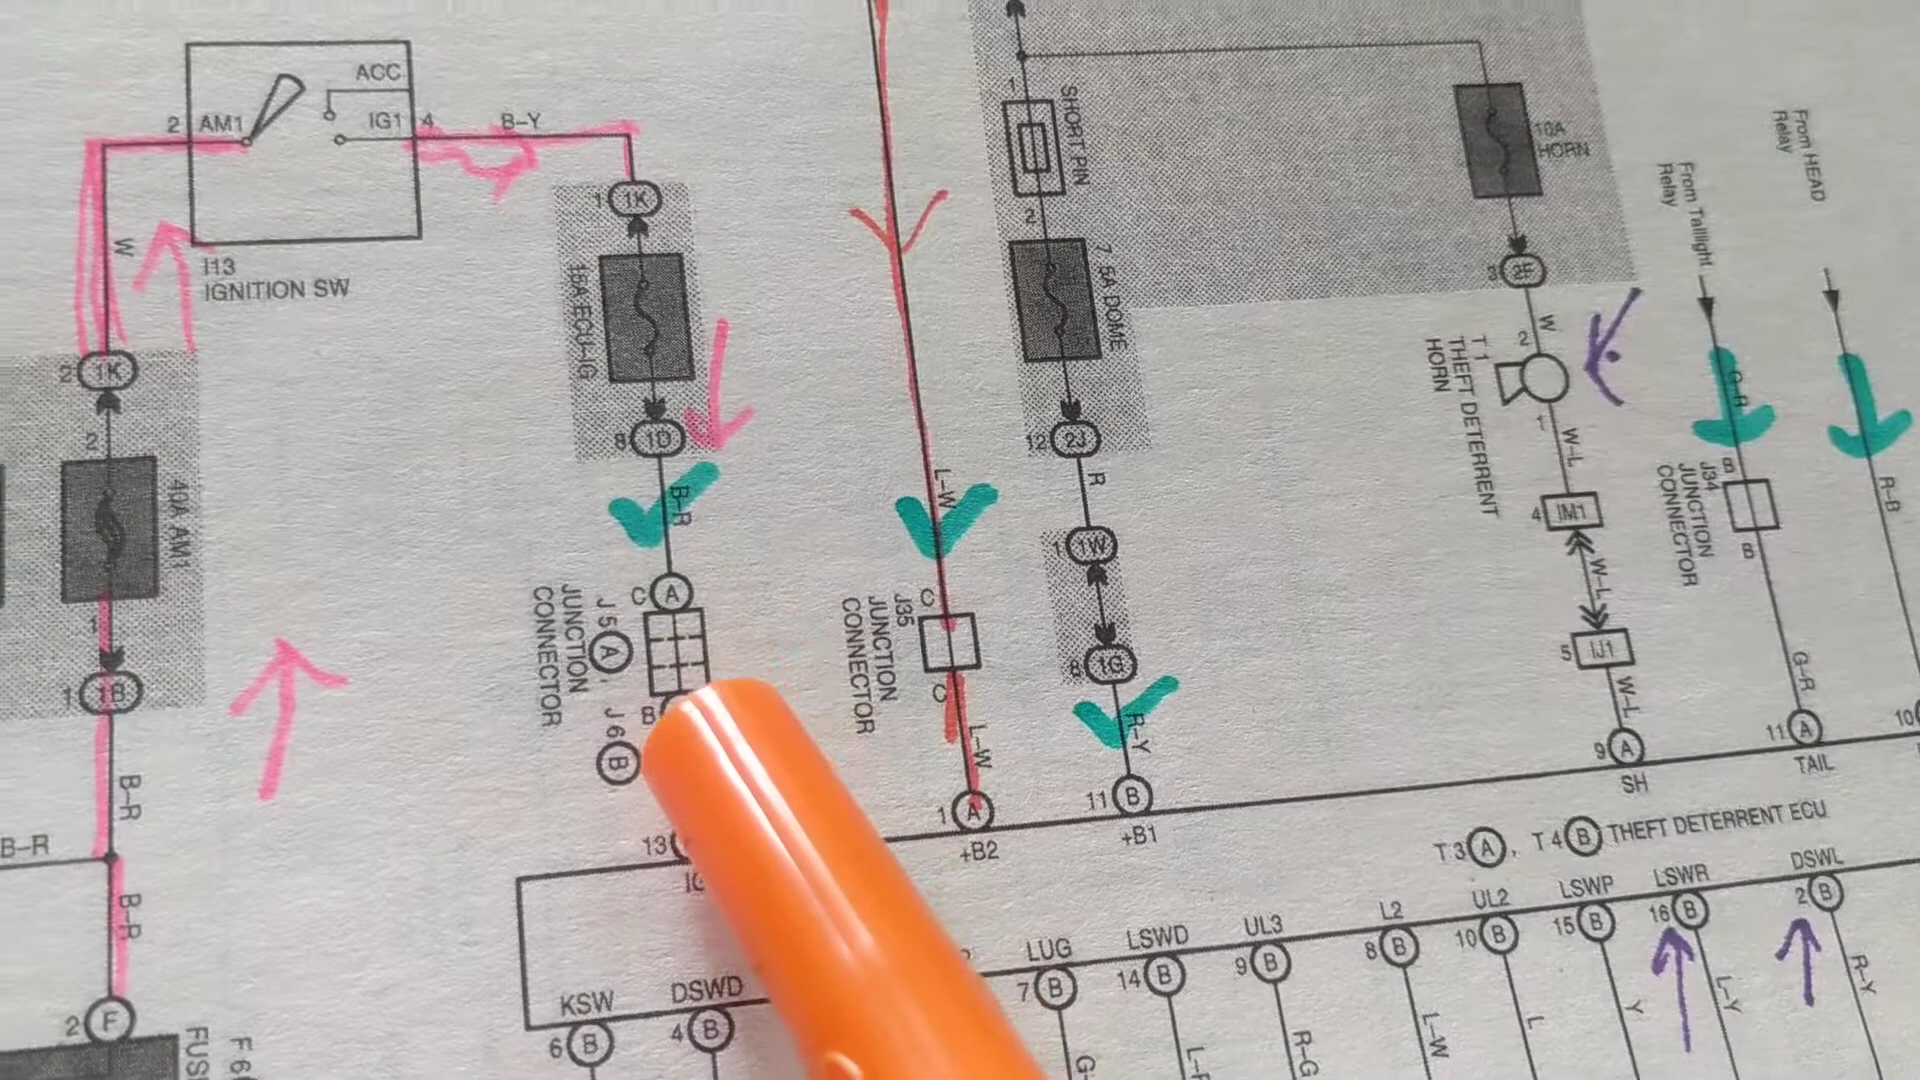 ACC
2 AM1
IG1 4
B-Y
W
I13
IGNITION SW
1 1K
15A ECU-IG
8 1D
B-R
2 1K
2
40A AM1
1
1 1B
B-R
B-R
B-R
2 F
FUSI
F 6
C A
J 5 A
JUNCTION
CONNECTOR
J 6 B
B
13
L-W
J35
JUNCTION
CONNECTOR
C
C
L-W
1 A
+B2
1
SHORT PIN
2
7.5A DOME
12 2J
R
1 1W
8 1G
R-Y
11 B
+B1
10A
HORN
3 2F
W
2
T 1
THEFT DETERRENT
HORN
1
W-L
4 IM1
W-L
5 IJ1
W-L
9 A
SH
From Taillight
Relay
From HEAD
Relay
G-R
B
J34
JUNCTION
CONNECTOR
B
G-R
11 A
TAIL
R-B
10
T 3 A , T 4 B THEFT DETERRENT ECU
KSW
6 B
DSWD
4 B
LUG
7 B
G-
LSWD
14 B
UL3
9 B
R-G
L2
8 B
L-W
UL2
10 B
L
LSWP
15 B
Y
LSWR
16 B
L-Y
DSWL
2 B
R-Y